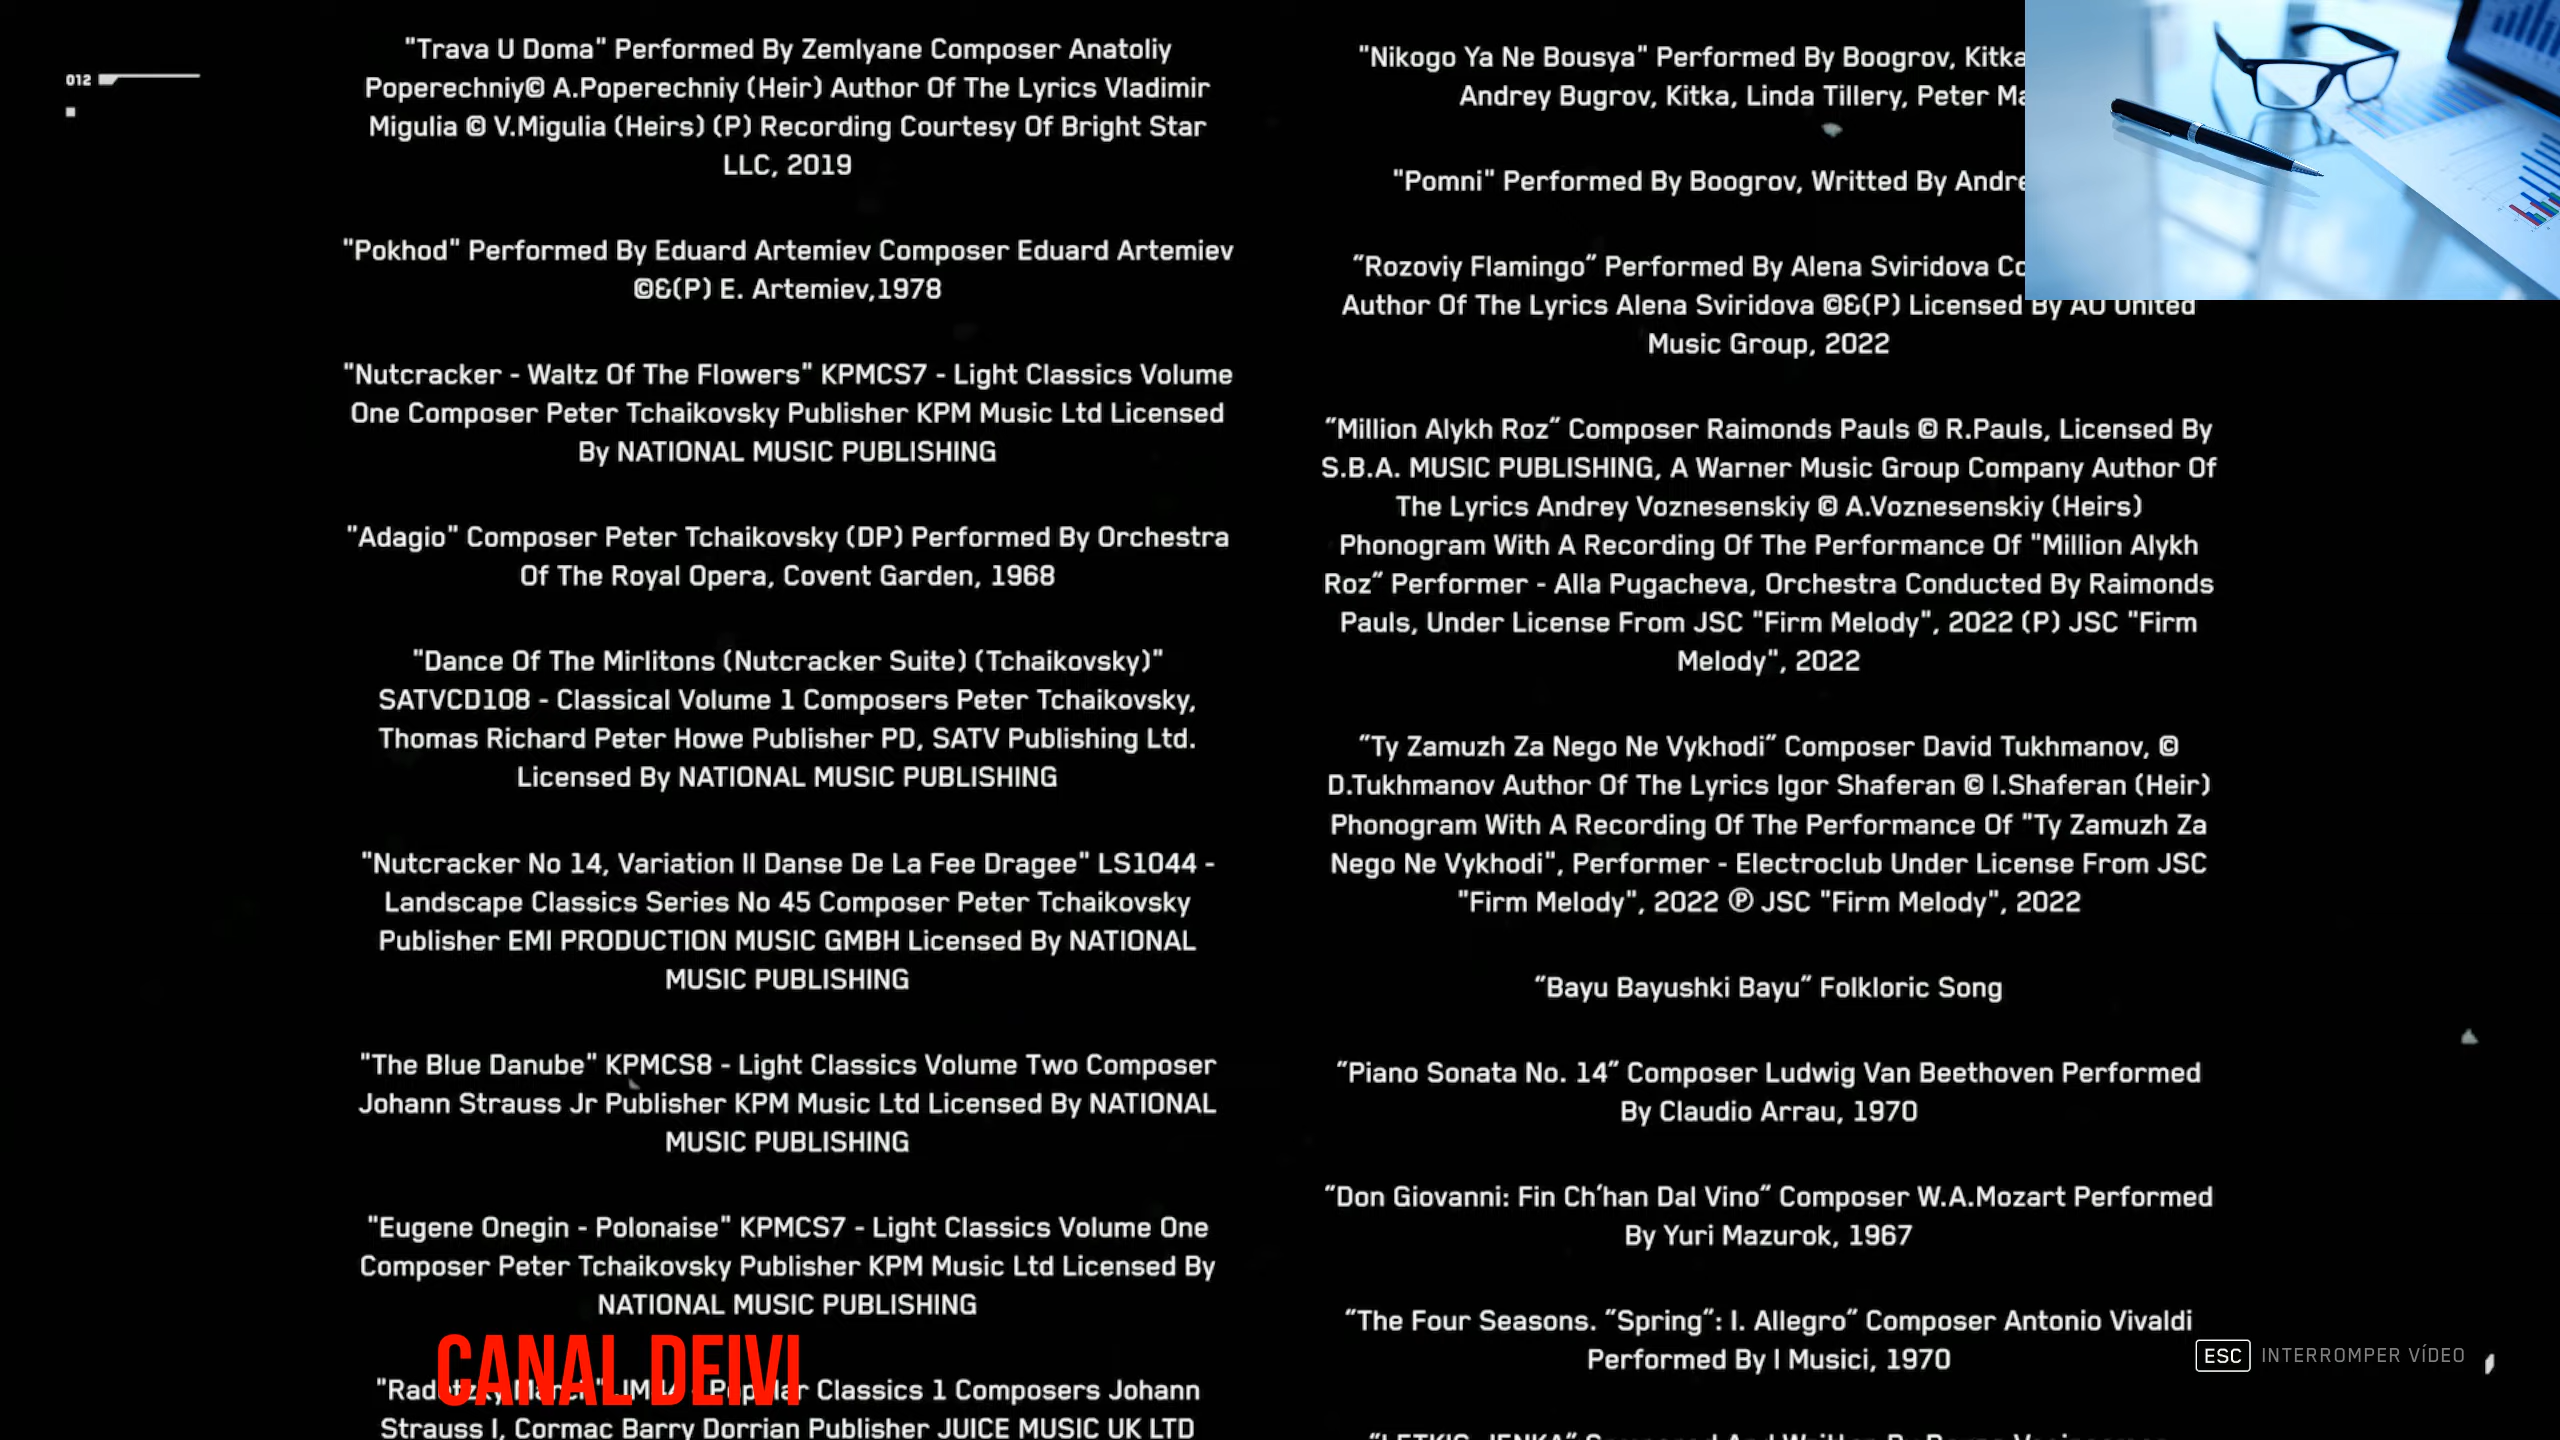 012
"Trava U Doma" Performed By Zemlyane Composer Anatoliy
Poperechniy© A.Poperechniy (Heir) Author Of The Lyrics Vladimir
Migulia © V.Migulia (Heirs) (P) Recording Courtesy Of Bright Star
LLC, 2019
"Pokhod" Performed By Eduard Artemiev Composer Eduard Artemiev
©&(P) E. Artemiev,1978
"Nutcracker - Waltz Of The Flowers" KPMCS7 - Light Classics Volume
One Composer Peter Tchaikovsky Publisher KPM Music Ltd Licensed
By NATIONAL MUSIC PUBLISHING
"Adagio" Composer Peter Tchaikovsky (DP) Performed By Orchestra
Of The Royal Opera, Covent Garden, 1968
"Dance Of The Mirlitons (Nutcracker Suite) (Tchaikovsky)"
SATVCD108 - Classical Volume 1 Composers Peter Tchaikovsky,
Thomas Richard Peter Howe Publisher PD, SATV Publishing Ltd.
Licensed By NATIONAL MUSIC PUBLISHING
"Nutcracker No 14, Variation II Danse De La Fee Dragee" LS1044 -
Landscape Classics Series No 45 Composer Peter Tchaikovsky
Publisher EMI PRODUCTION MUSIC GMBH Licensed By NATIONAL
MUSIC PUBLISHING
"The Blue Danube" KPMCS8 - Light Classics Volume Two Composer
Johann Strauss Jr Publisher KPM Music Ltd Licensed By NATIONAL
MUSIC PUBLISHING
"Eugene Onegin - Polonaise" KPMCS7 - Light Classics Volume One
Composer Peter Tchaikovsky Publisher KPM Music Ltd Licensed By
NATIONAL MUSIC PUBLISHING
CANAL DEIVI
Classics 1 Composers Johann
Strauss I, Cormac Barry Dorrian Publisher JUICE MUSIC UK LTD
"Nikogo Ya Ne Bousya" Performed By Boogrov, Kitka
Andrey Bugrov, Kitka, Linda Tillery, Peter
"Pomni" Performed By Boogrov, Writted By
“Rozoviy Flamingo” Performed By Alena Sviridova
Author Of The Lyrics Alena Sviridova ©&(P) Licensed By AO United
Music Group, 2022
“Million Alykh Roz” Composer Raimonds Pauls © R.Pauls, Licensed By
S.B.A. MUSIC PUBLISHING, A Warner Music Group Company Author Of
The Lyrics Andrey Voznesenskiy © A.Voznesenskiy (Heirs)
Phonogram With A Recording Of The Performance Of "Million Alykh
Roz” Performer - Alla Pugacheva, Orchestra Conducted By Raimonds
Pauls, Under License From JSC "Firm Melody", 2022 (P) JSC "Firm
Melody", 2022
“Ty Zamuzh Za Nego Ne Vykhodi” Composer David Tukhmanov, ©
D.Tukhmanov Author Of The Lyrics Igor Shaferan © I.Shaferan (Heir)
Phonogram With A Recording Of The Performance Of "Ty Zamuzh Za
Nego Ne Vykhodi", Performer - Electroclub Under License From JSC
"Firm Melody", 2022 Ⓟ JSC "Firm Melody", 2022
“Bayu Bayushki Bayu” Folkloric Song
“Piano Sonata No. 14” Composer Ludwig Van Beethoven Performed
By Claudio Arrau, 1970
“Don Giovanni: Fin Ch’han Dal Vino” Composer W.A.Mozart Performed
By Yuri Mazurok, 1967
“The Four Seasons. “Spring”: I. Allegro” Composer Antonio Vivaldi
Performed By I Musici, 1970
ESC INTERROMPER VÍDEO